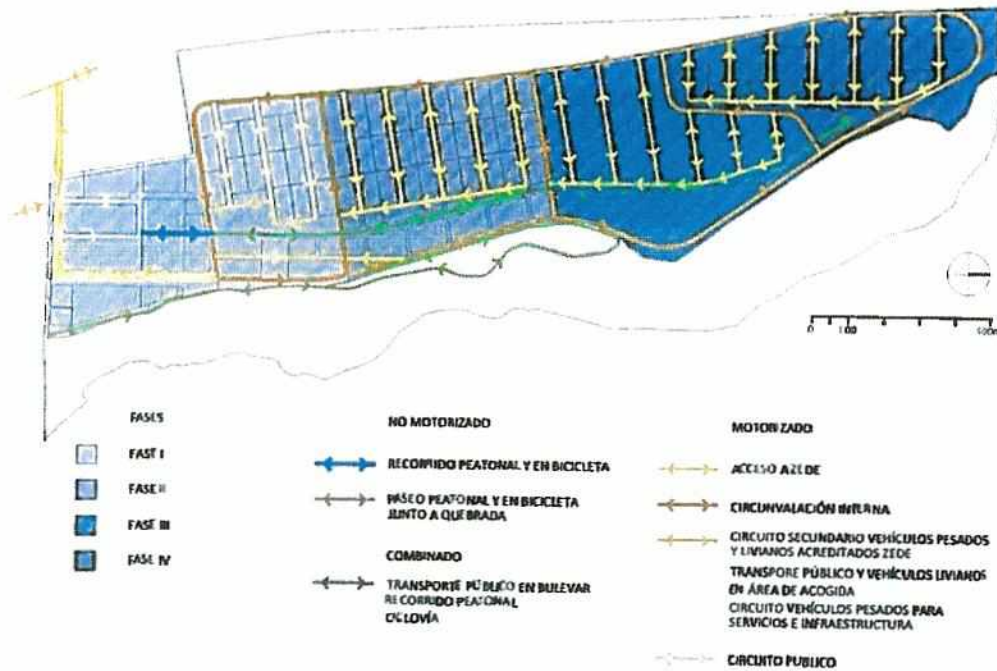 0 100
FASES
FASE I
FASE II
FASE III
FASE IV
NO MOTORIZADO
RECORRIDO PEATONAL Y EN BICICLETA
PASEO PEATONAL Y EN BICICLETA
JUNTO A QUEBRADA
COMBINADO
TRANSPORTE PÚBLICO EN BULEVAR
RECORRIDO PEATONAL
CICLOVÍA
MOTORIZADO
ACCESO A ZEDE
CIRCUNVALACIÓN INTERNA
CIRCUITO SECUNDARIO VEHÍCULOS PESADOS
Y LIVIANOS ACREDITADOS ZEDE
TRANSPORE PÚBLICO Y VEHÍCULOS LIVIANOS
EN ÁREA DE ACOGIDA
CIRCUITO VEHÍCULOS PESADOS PARA
SERVICIOS E INFRAESTRUCTURA
CIRCUITO PUBLICO